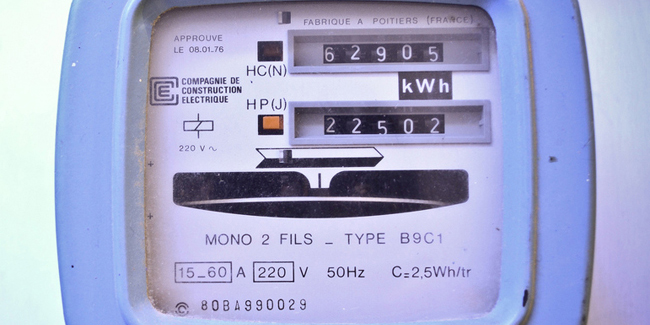 FABRIQUE A POITIERS (FRANCE)
APPROUVE
LE 08.01.76
62905
HC(N)
COMPAGNIE DE
CONSTRUCTION
ELECTRIQUE
kWh
HP(J)
22502
220 V ~
MONO 2 FILS _ TYPE B9C1
15_60 A 220 V 50Hz C=2,5Wh/tr
80BA990029